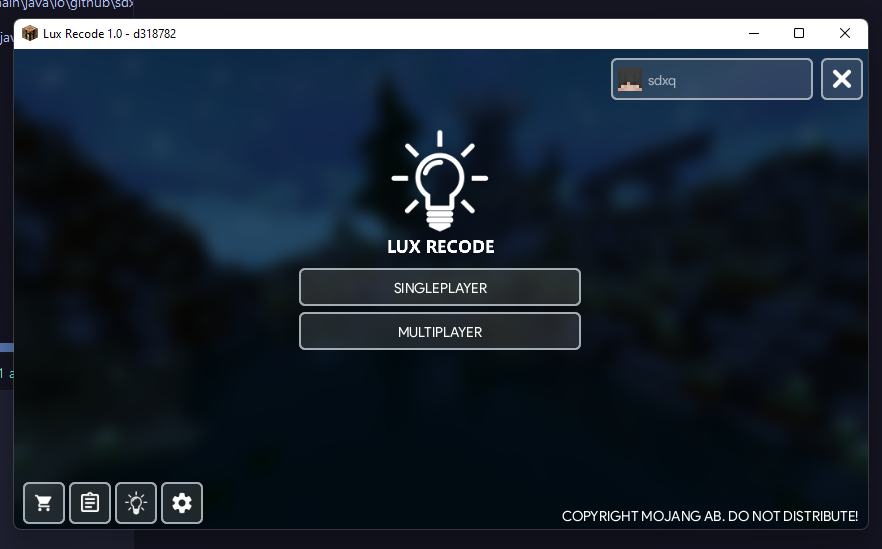 ain\java\io\github\sdx
Lux Recode 1.0 - d318782
jav
sdxq
LUX RECODE
SINGLEPLAYER
MULTIPLAYER
1 a
COPYRIGHT MOJANG AB. DO NOT DISTRIBUTE!